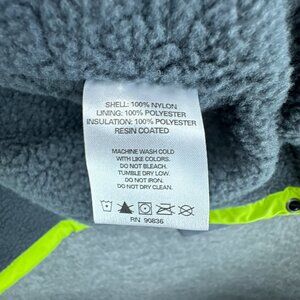 SHELL: 100% NYLON
LINING: 100% POLYESTER
INSULATION: 100% POLYESTER
RESIN COATED
MACHINE WASH COLD
WITH LIKE COLORS.
DO NOT BLEACH.
TUMBLE DRY LOW.
DO NOT IRON.
DO NOT DRY CLEAN.
RN 90836